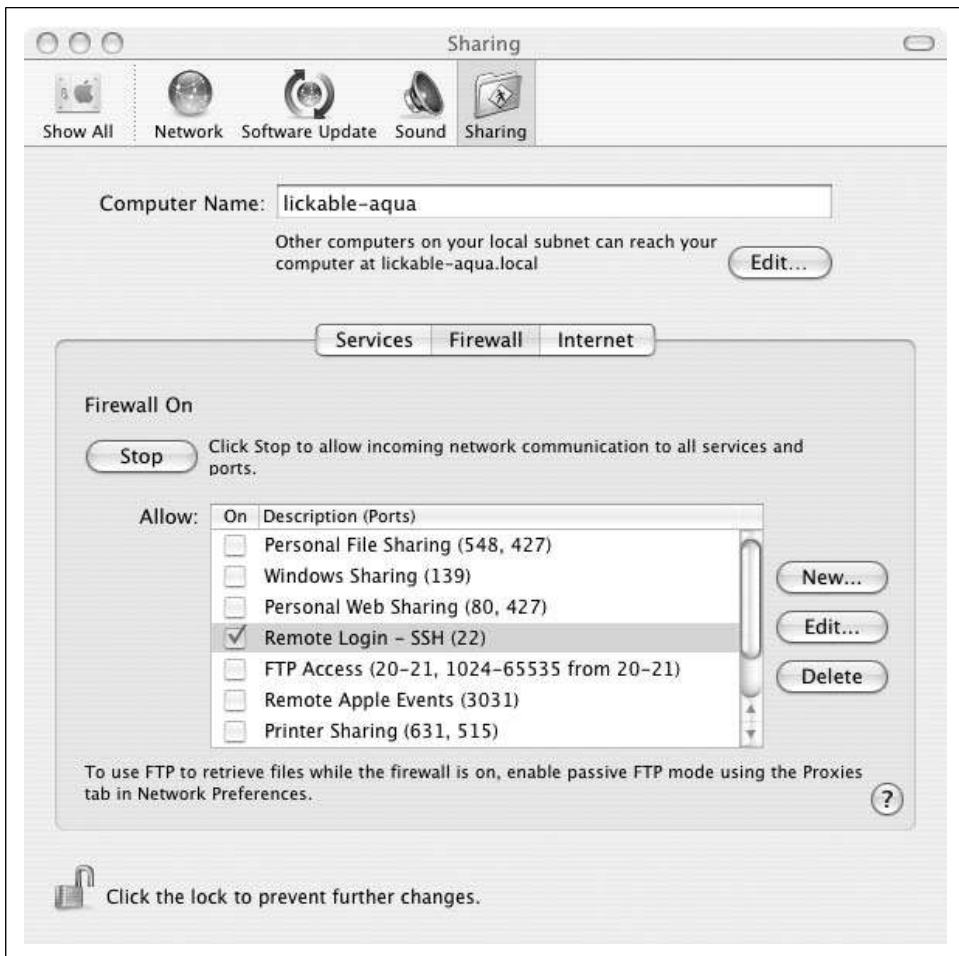 Sharing
Show All Network Software Update Sound Sharing
Computer Name: lickable-aqua
Other computers on your local subnet can reach your
computer at lickable-aqua.local
Edit...
Services Firewall Internet
Firewall On
Stop Click Stop to allow incoming network communication to all services and
ports.
Allow: On Description (Ports)
Personal File Sharing (548, 427)
Windows Sharing (139)
New...
Personal Web Sharing (80, 427)
Remote Login – SSH (22)
Edit...
FTP Access (20-21, 1024-65535 from 20-21)
Delete
Remote Apple Events (3031)
Printer Sharing (631, 515)
To use FTP to retrieve files while the firewall is on, enable passive FTP mode using the Proxies
tab in Network Preferences.
?
Click the lock to prevent further changes.